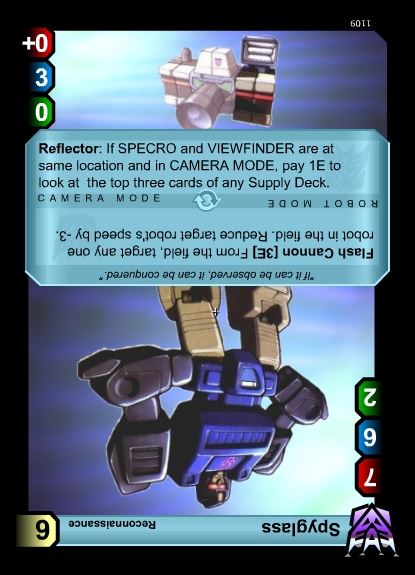 1109
+0
3
0
Reflector: If SPECRO and VIEWFINDER are at
same location and in CAMERA MODE, pay 1E to
look at the top three cards of any Supply Deck.
CAMERA MODE
ROBOT MODE
Flash Cannon [3E] From the field, target any one
robot in the field. Reduce target robot's speed by -3.
"If it can be observed, it can be conquered."
7
6
2
Spyglass
Reconnaissance
6